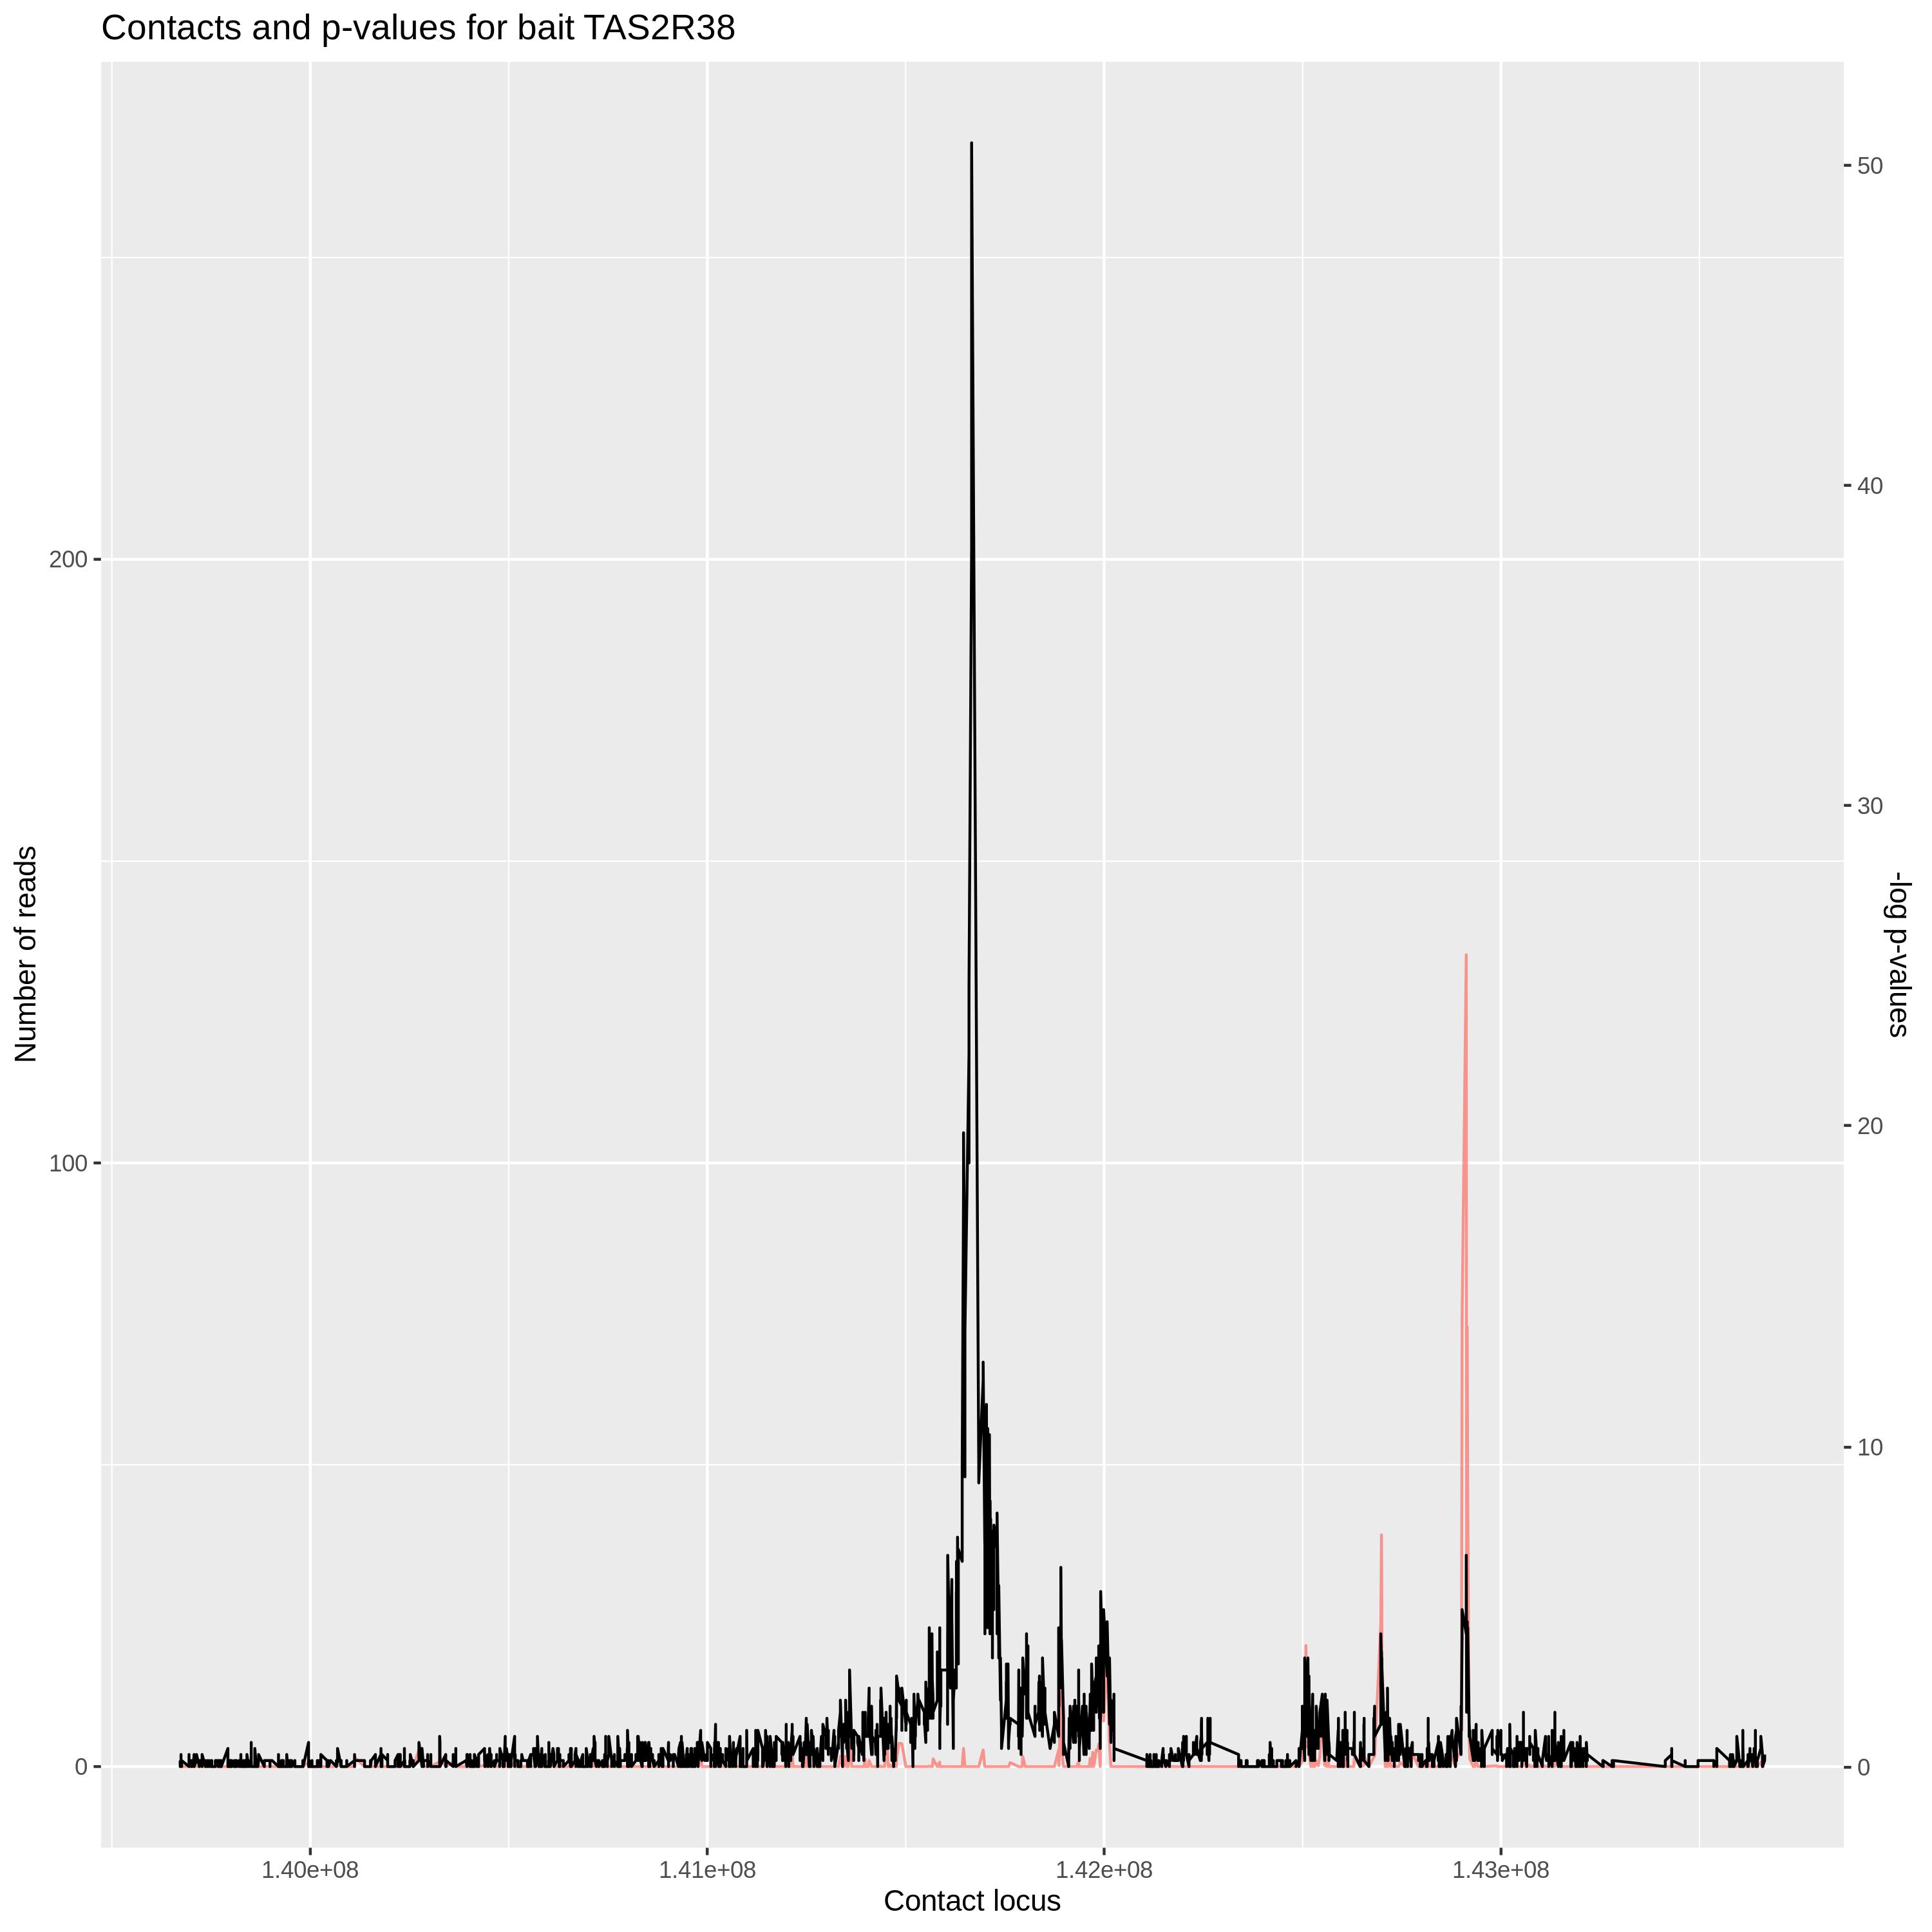 Contacts and p-values for bait TAS2R38
Number of reads
200
100
0
50
40
30
20
10
0
-log p-values
1.40e+08 1.41e+08 1.42e+08 1.43e+08
Contact locus